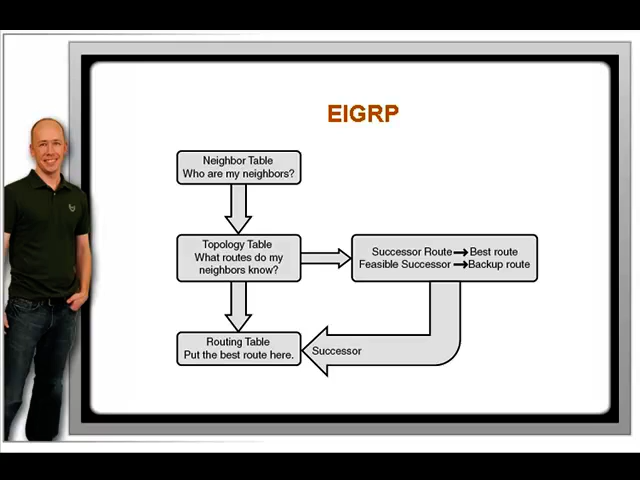 EIGRP
Neighbor Table
Who are my neighbors?
Topology Table
What routes do my
neighbors know?
Successor Route → Best route
Feasible Successor → Backup route
Routing Table
Put the best route here.
Successor